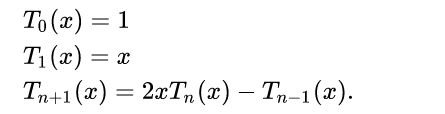 T₀(x) = 1
T₁(x) = x
Tₙ₊₁(x) = 2xTₙ(x) − Tₙ₋₁(x).